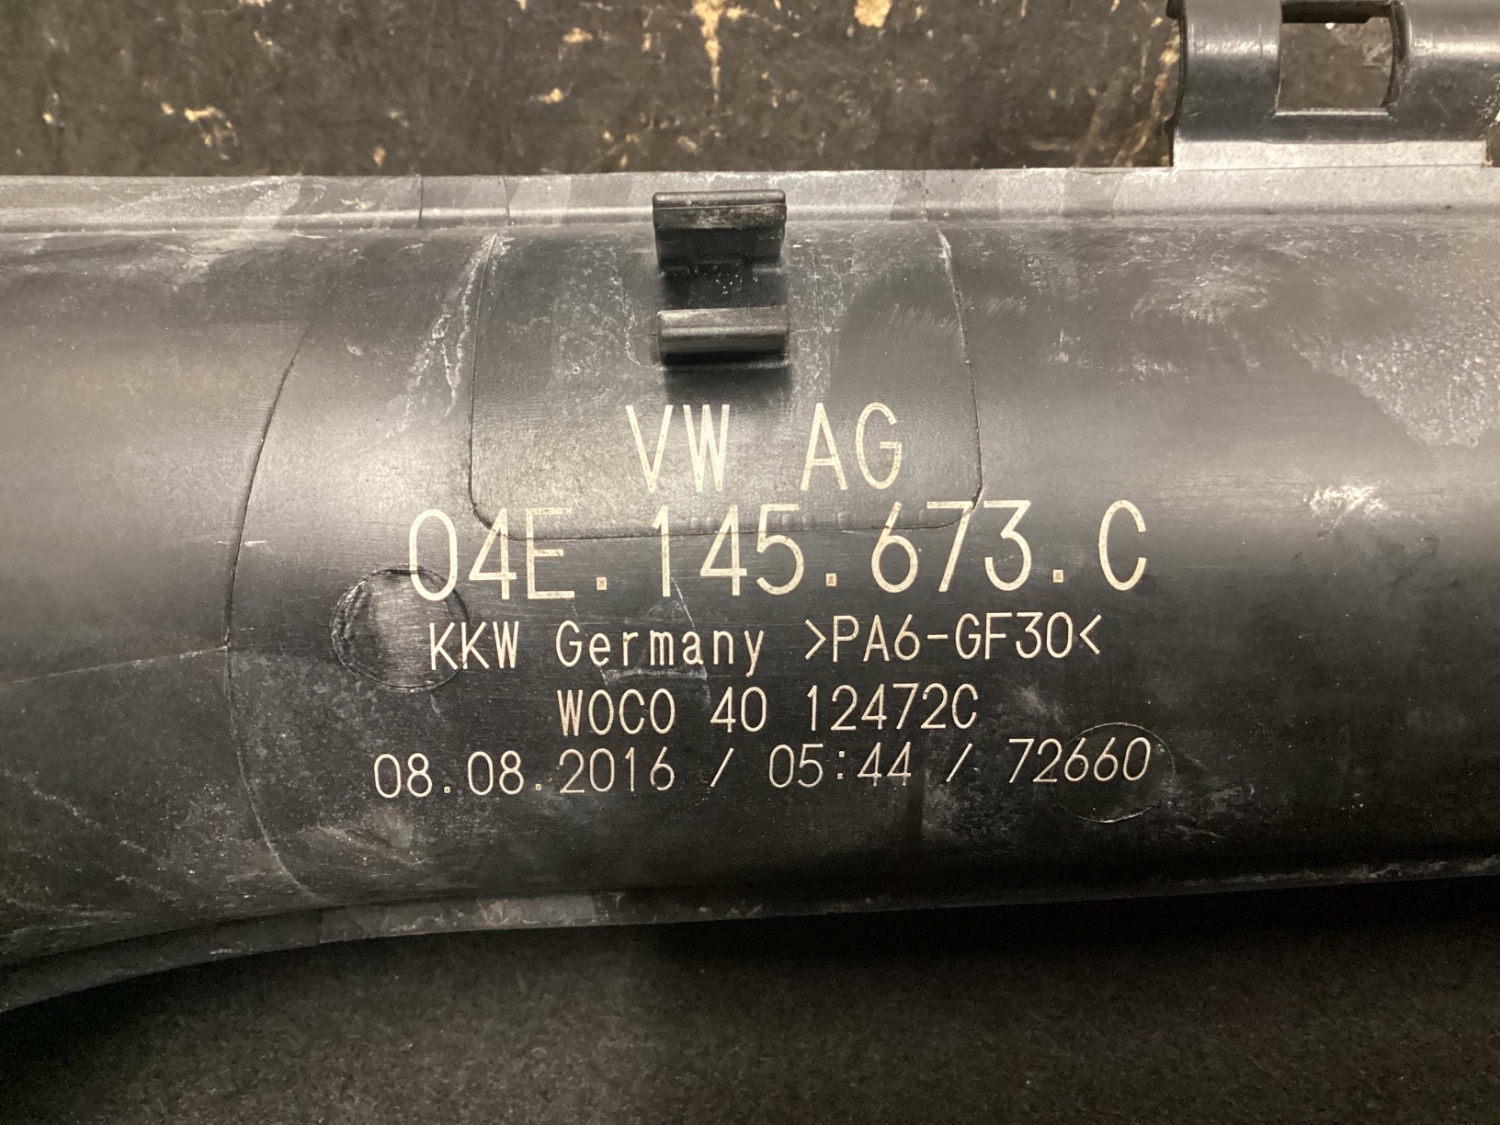 VW AG
04E.145.673.C
KKW Germany >PA6-GF30<
WOCO 40 12472C
08.08.2016 / 05:44 / 72660